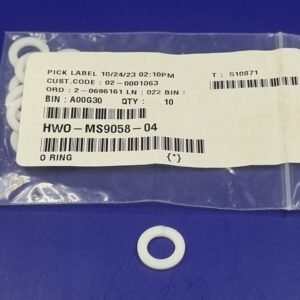 PICK LABEL 10/24/23 02:10PM T: 510871
CUST.CODE : 02-0001063
ORD : 2-0696161 LN : 022 BIN :
BIN : A00G30 QTY : 10
HWO-MS9058-04
O RING {*}